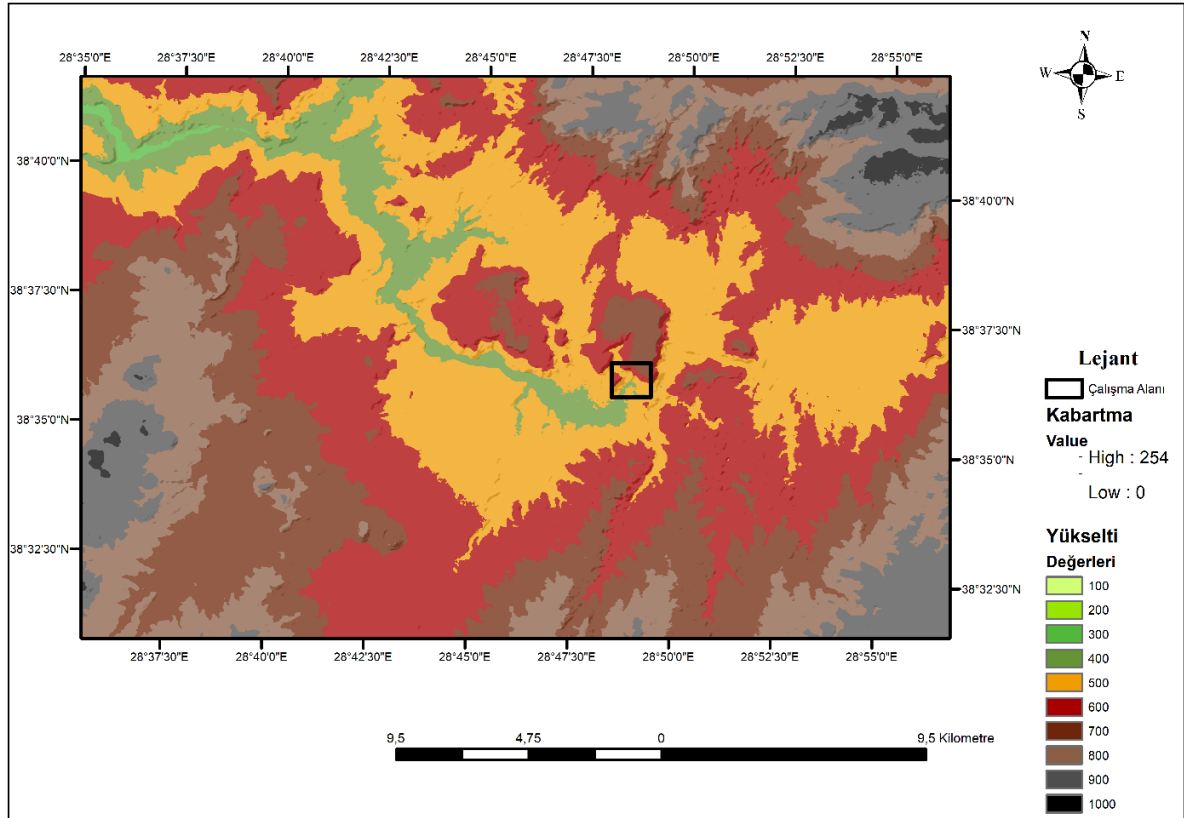 28°35'0"E 28°37'30"E 28°40'0"E 28°42'30"E 28°45'0"E 28°47'30"E 28°50'0"E 28°52'30"E 28°55'0"E
N
W E
S
38°40'0"N
38°40'0"N
38°37'30"N
38°37'30"N
38°35'0"N
38°35'0"N
38°32'30"N
38°32'30"N
28°37'30"E 28°40'0"E 28°42'30"E 28°45'0"E 28°47'30"E 28°50'0"E 28°52'30"E 28°55'0"E
9,5 4,75 0 9,5 Kilometre
Lejant
Çalışma Alanı
Kabartma
Value
- High : 254
-
Low : 0
Yükselti
Değerleri
100
200
300
400
500
600
700
800
900
1000